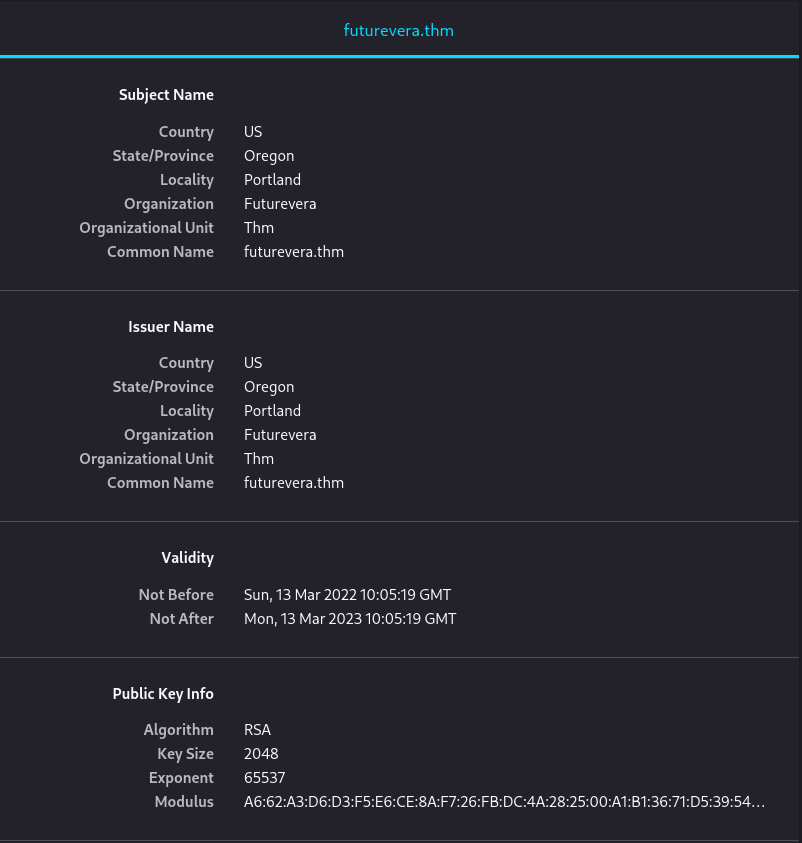 futurevera.thm
Subject Name
Country US
State/Province Oregon
Locality Portland
Organization Futurevera
Organizational Unit Thm
Common Name futurevera.thm
Issuer Name
Country US
State/Province Oregon
Locality Portland
Organization Futurevera
Organizational Unit Thm
Common Name futurevera.thm
Validity
Not Before Sun, 13 Mar 2022 10:05:19 GMT
Not After Mon, 13 Mar 2023 10:05:19 GMT
Public Key Info
Algorithm RSA
Key Size 2048
Exponent 65537
Modulus A6:62:A3:D6:D3:F5:E6:CE:8A:F7:26:FB:DC:4A:28:25:00:A1:B1:36:71:D5:39:54…